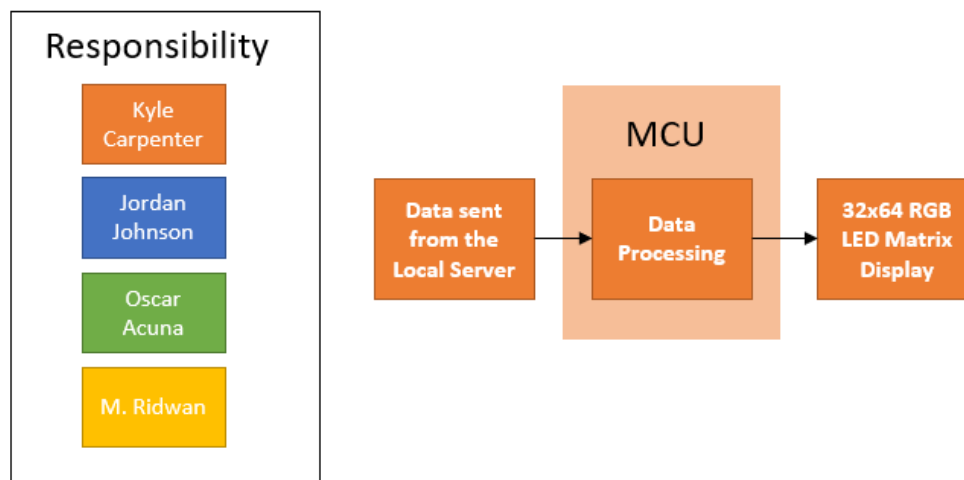 Responsibility
Kyle
Carpenter
Jordan
Johnson
Oscar
Acuna
M. Ridwan
MCU
Data sent
from the
Local Server
Data
Processing
32x64 RGB
LED Matrix
Display